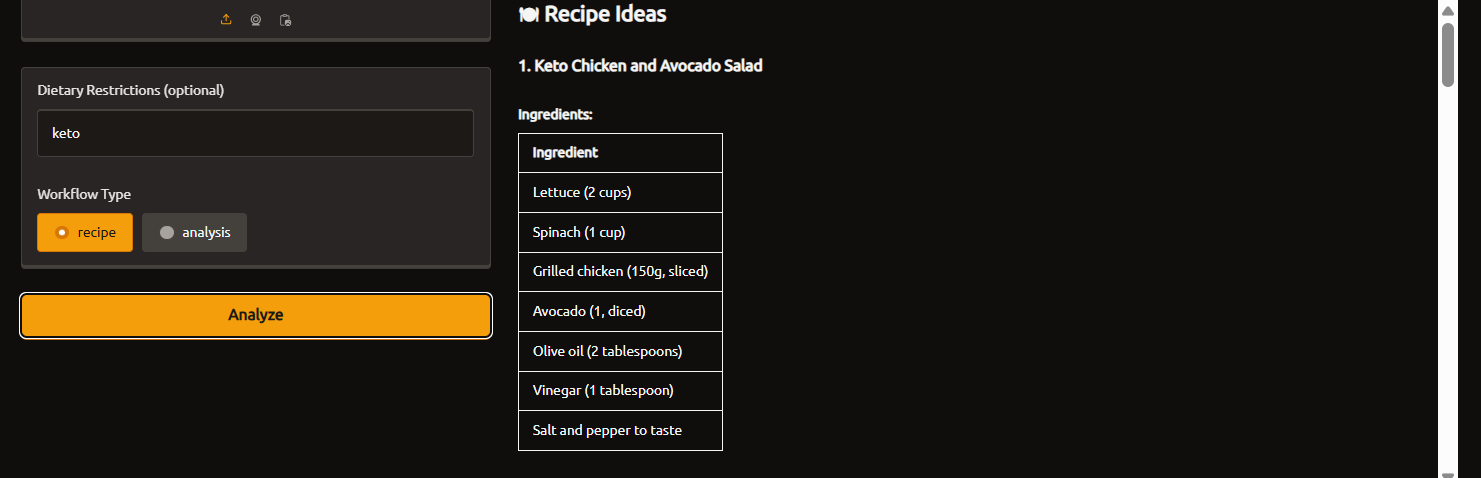 Dietary Restrictions (optional)
keto
Workflow Type
recipe
analysis
Analyze
🍽 Recipe Ideas
1. Keto Chicken and Avocado Salad
Ingredients:
Ingredient
Lettuce (2 cups)
Spinach (1 cup)
Grilled chicken (150g, sliced)
Avocado (1, diced)
Olive oil (2 tablespoons)
Vinegar (1 tablespoon)
Salt and pepper to taste